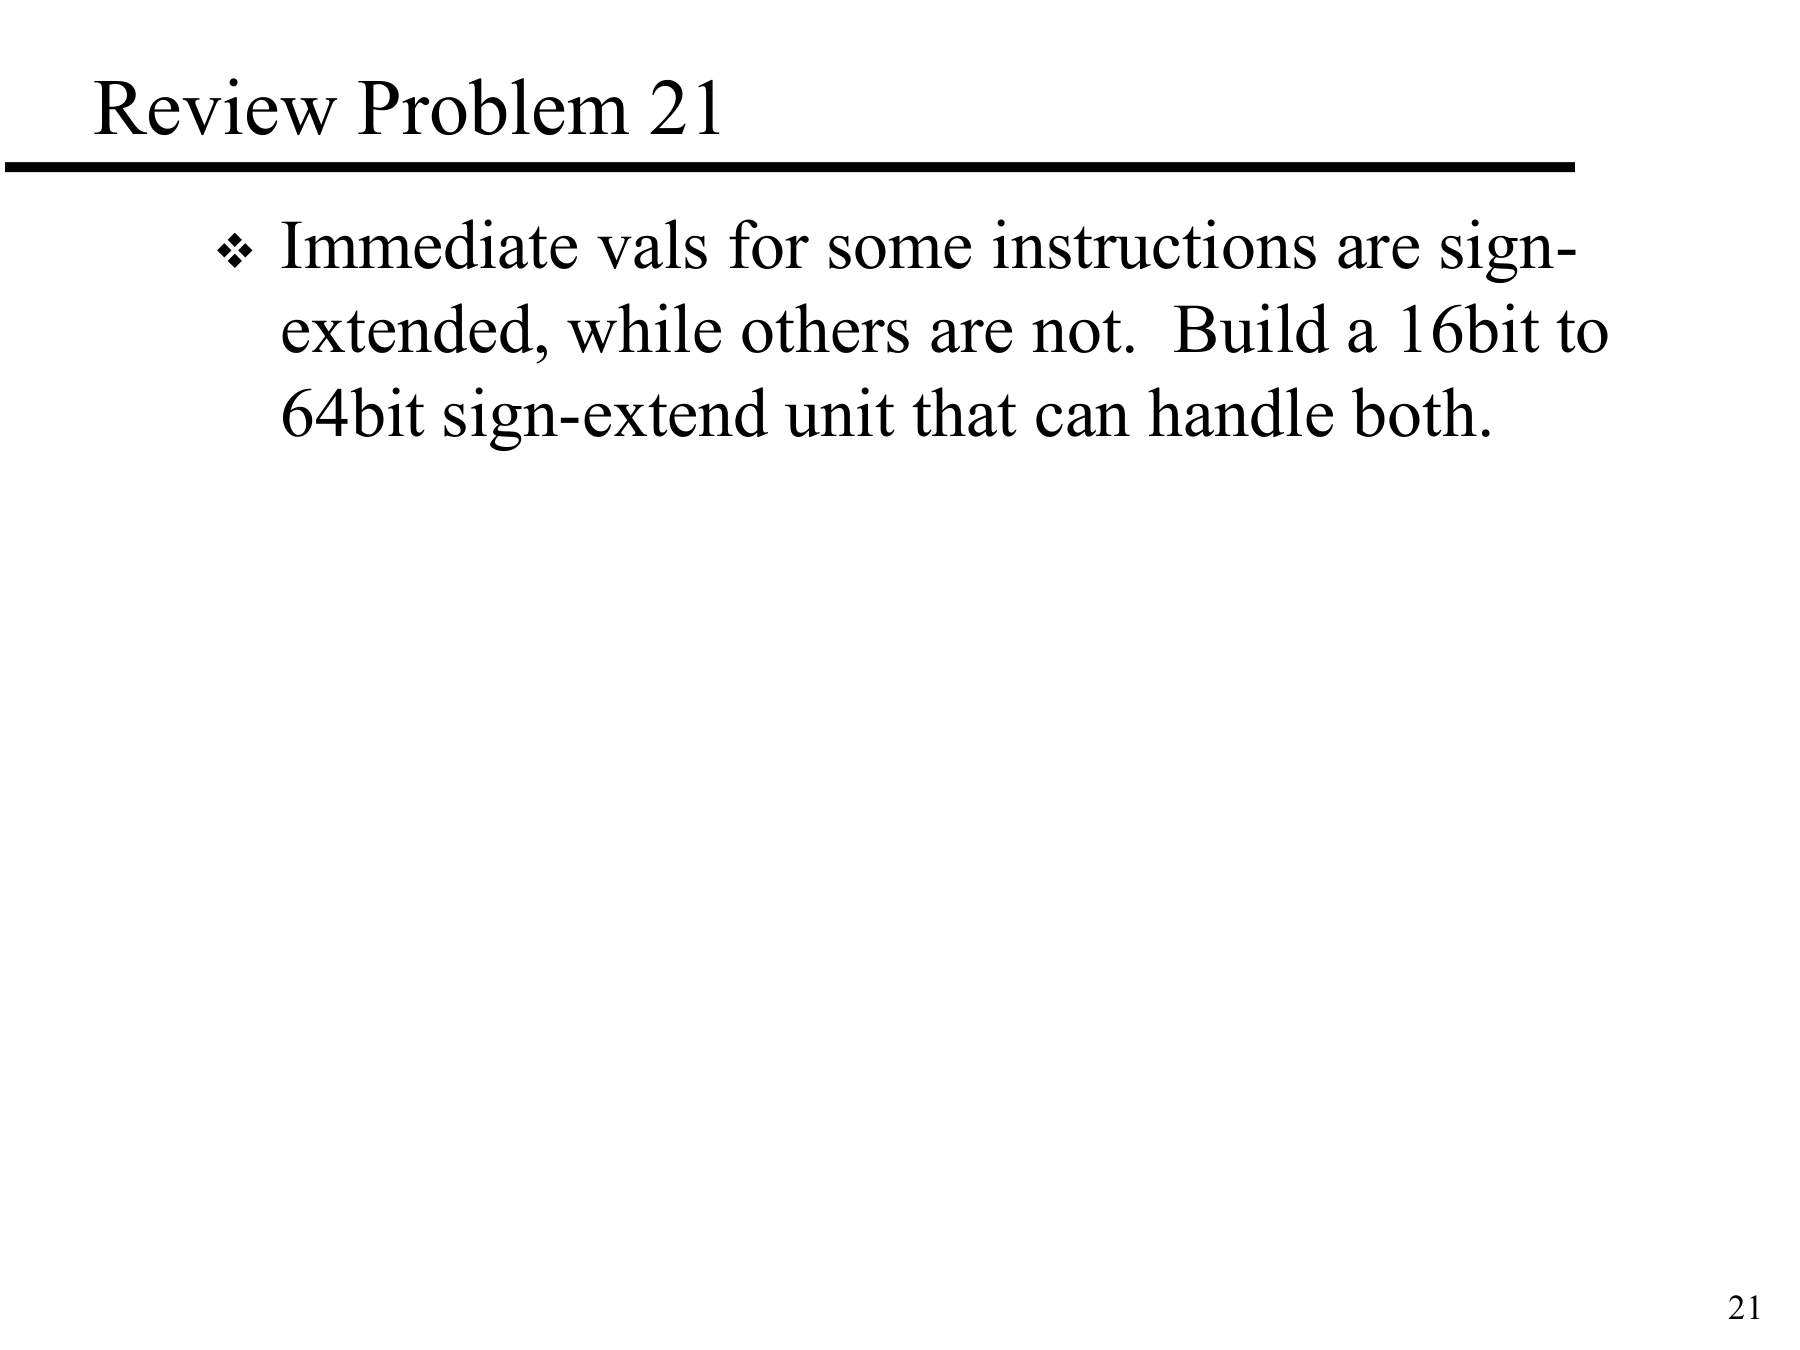 Review Problem 21
❖ Immediate vals for some instructions are sign-
extended, while others are not.  Build a 16bit to
64bit sign-extend unit that can handle both.
21